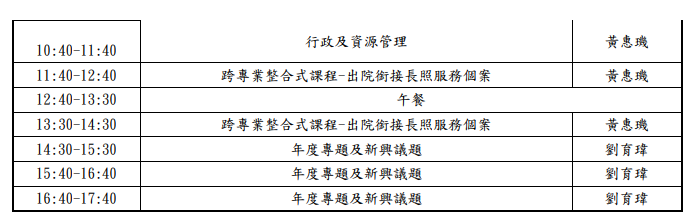 10:40-11:40 行政及資源管理 黃惠璣
11:40-12:40 跨專業整合式課程-出院銜接長照服務個案 黃惠璣
12:40-13:30 午餐
13:30-14:30 跨專業整合式課程-出院銜接長照服務個案 黃惠璣
14:30-15:30 年度專題及新興議題 劉育瑋
15:40-16:40 年度專題及新興議題 劉育瑋
16:40-17:40 年度專題及新興議題 劉育瑋